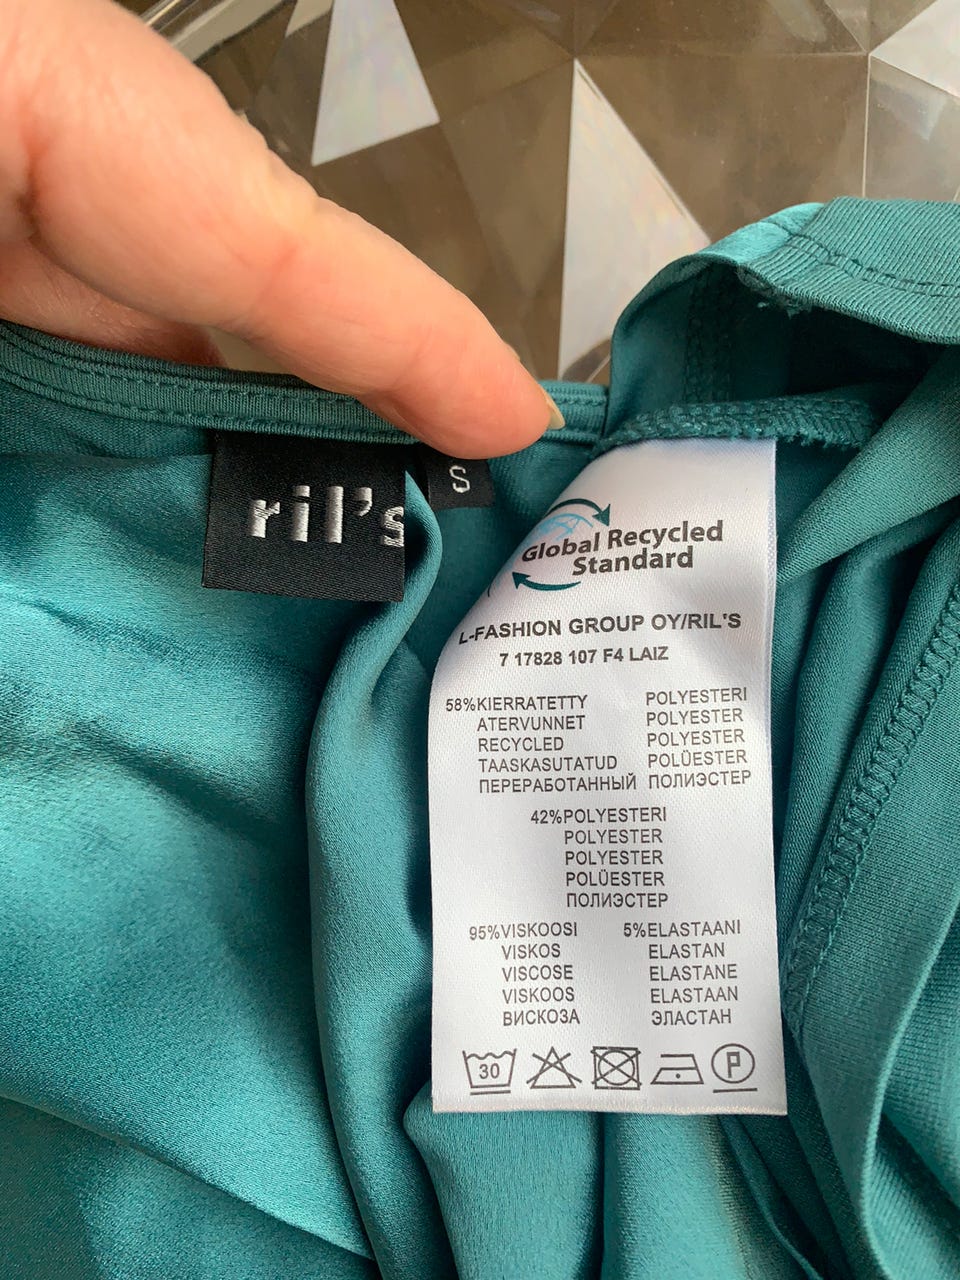 ril's
S
Global Recycled
Standard
L-FASHION GROUP OY/RIL'S
7 17828 107 F4 LAIZ
58%KIERRATETTY POLYESTERI
ATERVUNNET POLYESTER
RECYCLED POLYESTER
TAASKASUTATUD POLÜESTER
ПЕРЕРАБОТАННЫЙ ПОЛИЭСТЕР
42%POLYESTERI
POLYESTER
POLYESTER
POLÜESTER
ПОЛИЭСТЕР
95%VISKOOSI 5%ELASTAANI
VISKOS ELASTAN
VISCOSE ELASTANE
VISKOOS ELASTAAN
ВИСКОЗА ЭЛАСТАН
30 P